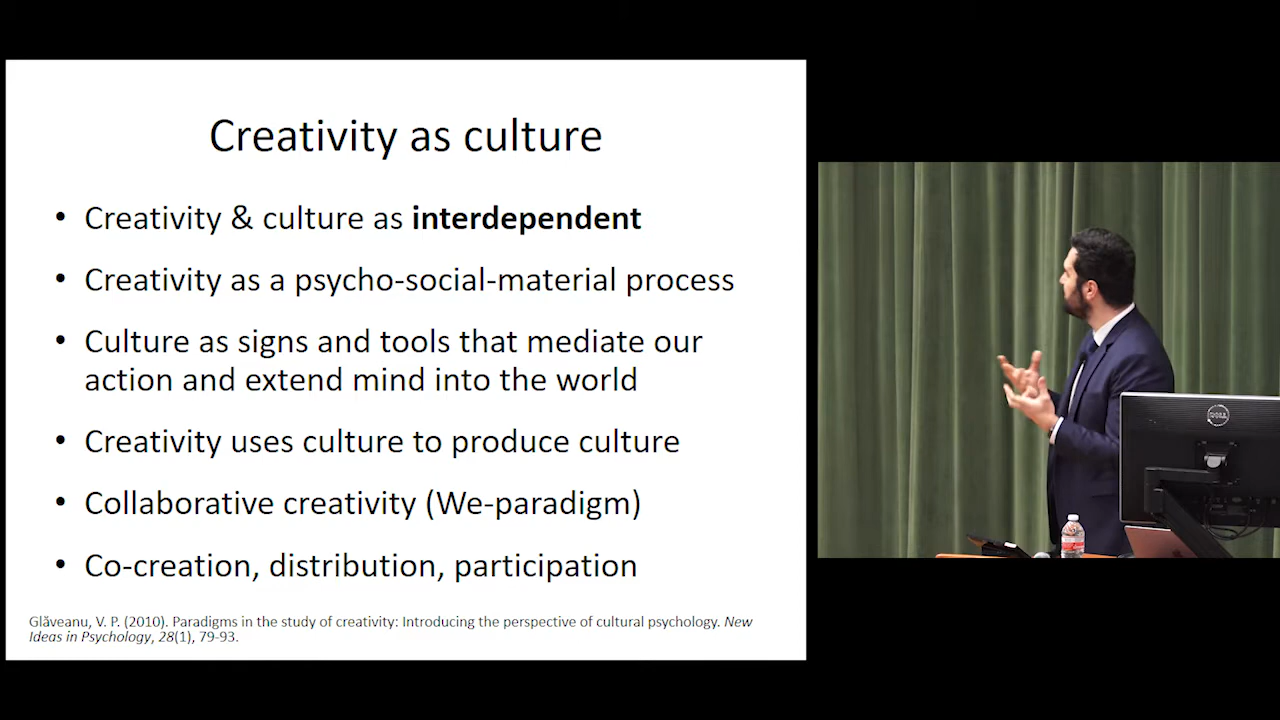 Creativity as culture
• Creativity & culture as interdependent
• Creativity as a psycho-social-material process
• Culture as signs and tools that mediate our
action and extend mind into the world
• Creativity uses culture to produce culture
• Collaborative creativity (We-paradigm)
• Co-creation, distribution, participation
Glăveanu, V. P. (2010). Paradigms in the study of creativity: Introducing the perspective of cultural psychology. New
Ideas in Psychology, 28(1), 79-93.
DELL